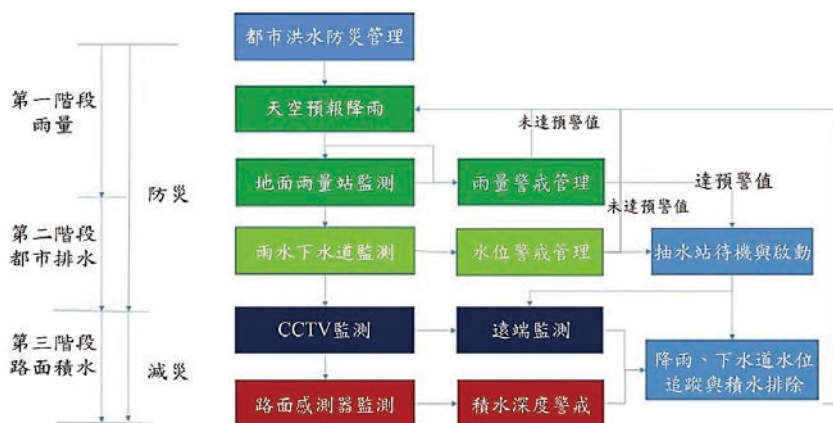 都市洪水防災管理
第一階段
雨量
天空預報降雨
未達預警值
防災
地面雨量站監測
雨量警戒管理
達預警值
未達預警值
第二階段
都市排水
雨水下水道監測
水位警戒管理
抽水站待機與啟動
第三階段
路面積水
減災
CCTV監測
遠端監測
降雨、下水道水位
追蹤與積水排除
路面感測器監測
積水深度警戒